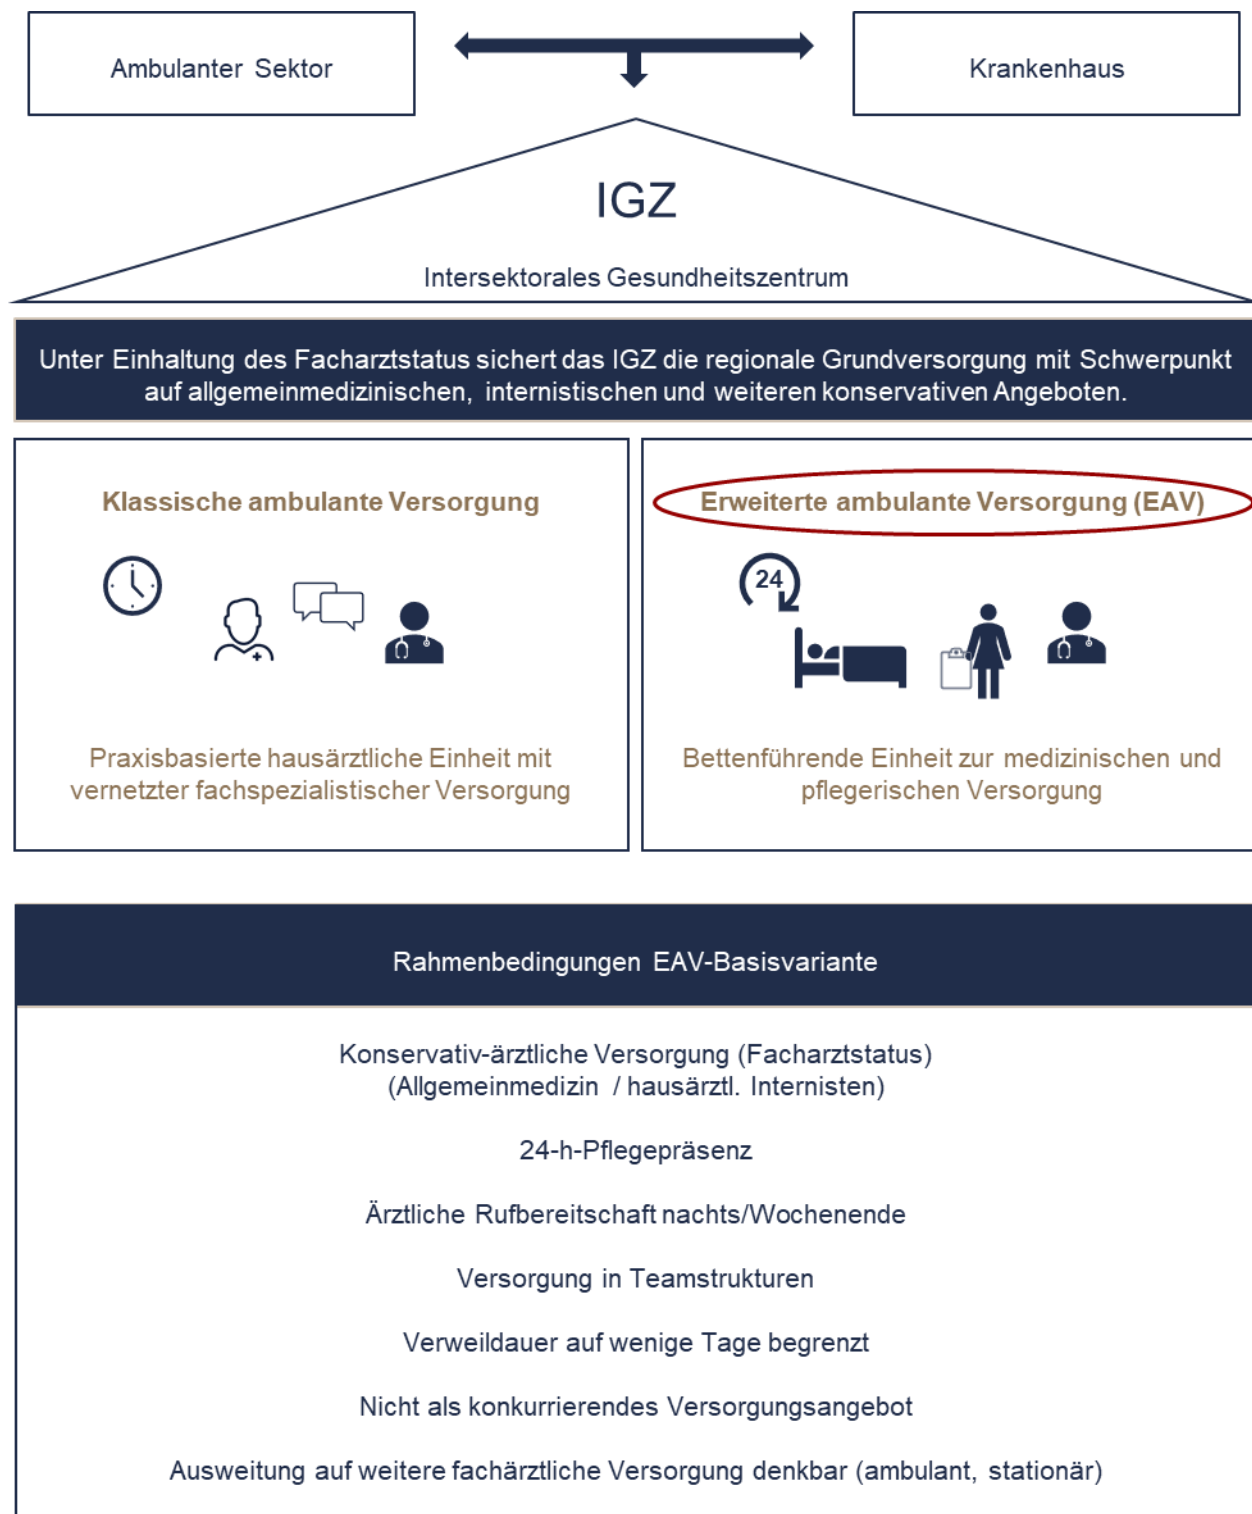 Ambulanter Sektor
Krankenhaus
IGZ
Intersektorales Gesundheitszentrum
Unter Einhaltung des Facharztstatus sichert das IGZ die regionale Grundversorgung mit Schwerpunkt
auf allgemeinmedizinischen, internistischen und weiteren konservativen Angeboten.
Klassische ambulante Versorgung
Praxisbasierte hausärztliche Einheit mit
vernetzter fachspezialistischer Versorgung
Erweiterte ambulante Versorgung (EAV)
24
Bettenführende Einheit zur medizinischen und
pflegerischen Versorgung
Rahmenbedingungen EAV-Basisvariante
Konservativ-ärztliche Versorgung (Facharztstatus)
(Allgemeinmedizin / hausärztl. Internisten)
24-h-Pflegepräsenz
Ärztliche Rufbereitschaft nachts/Wochenende
Versorgung in Teamstrukturen
Verweildauer auf wenige Tage begrenzt
Nicht als konkurrierendes Versorgungsangebot
Ausweitung auf weitere fachärztliche Versorgung denkbar (ambulant, stationär)